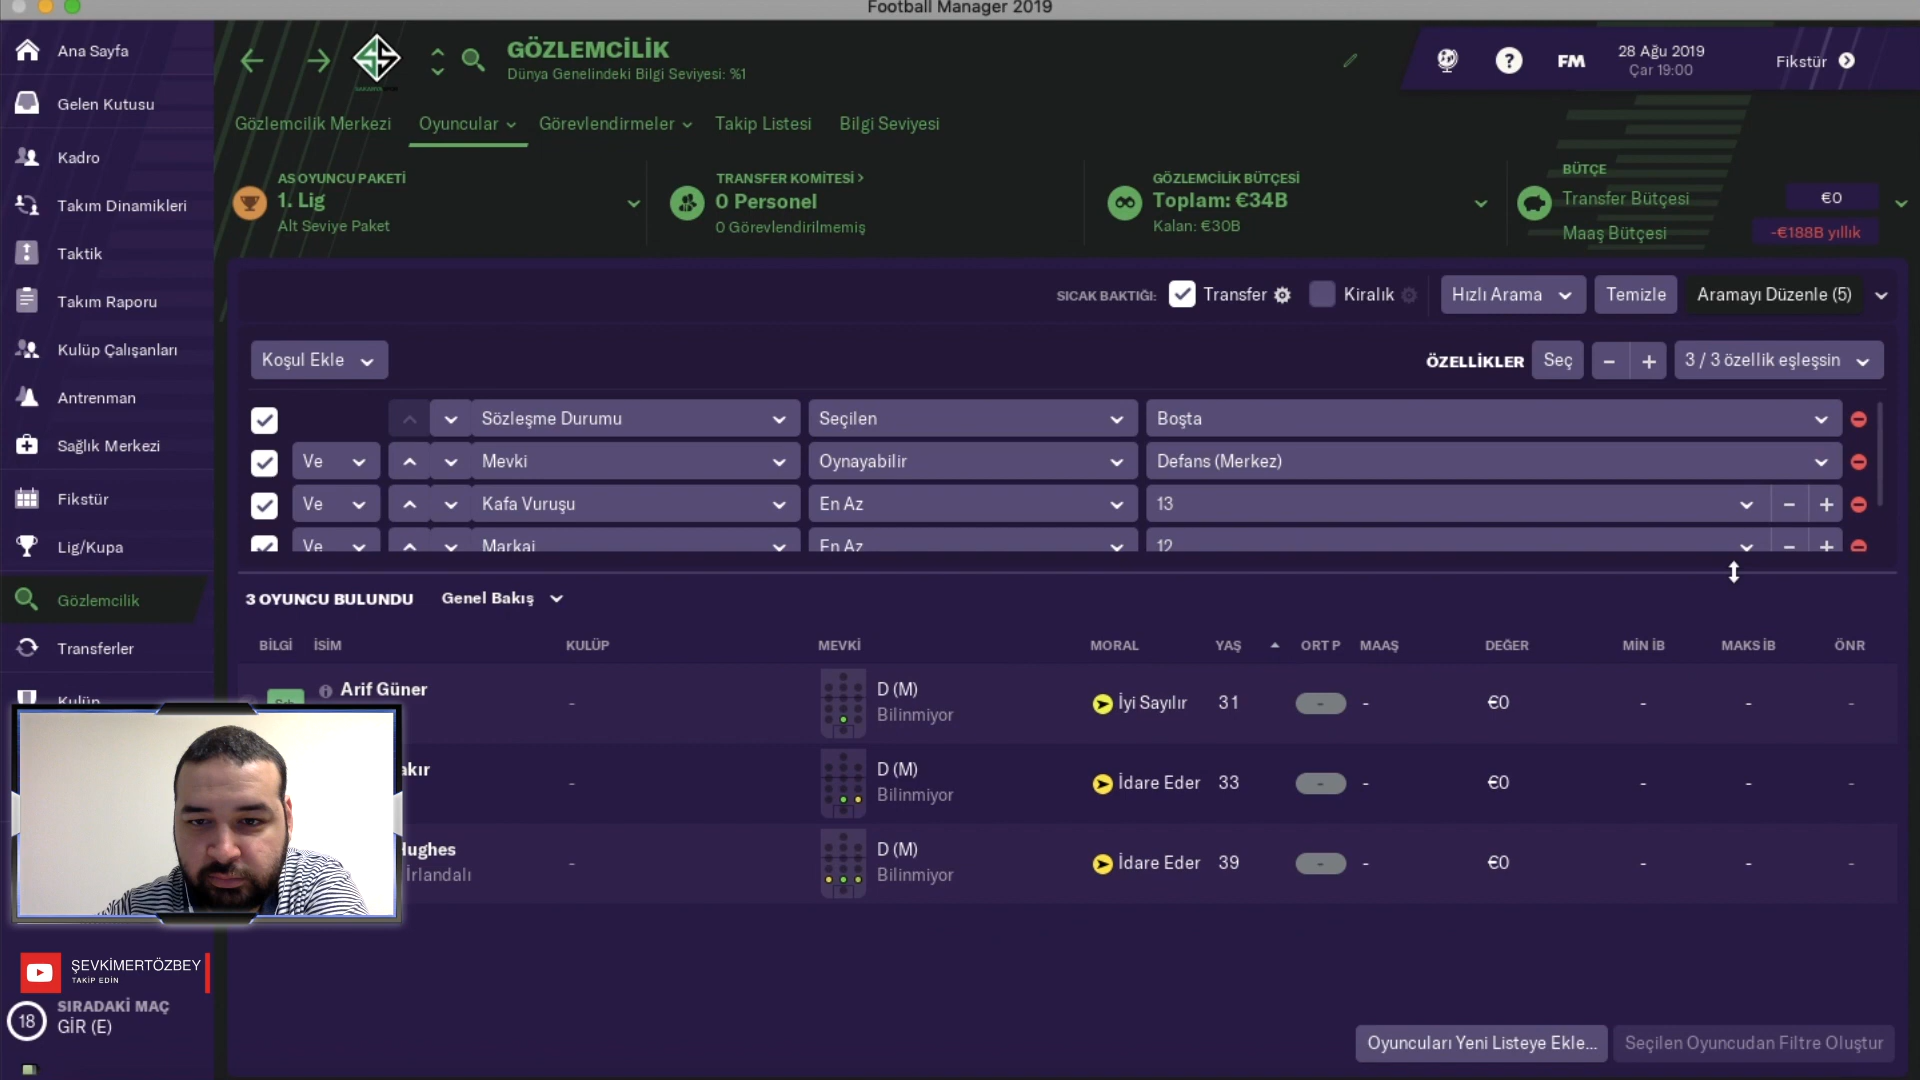 Football Manager 2019
Ana Sayfa
Gelen Kutusu
Kadro
Takım Dinamikleri
Taktik
Takım Raporu
Kulüp Çalışanları
Antrenman
Sağlık Merkezi
Fikstür
Lig/Kupa
Gözlemcilik
Transferler
Kulüp
GÖZLEMCİLİK
Dünya Genelindeki Bilgi Seviyesi: %1
FM
28 Ağu 2019
Çar 19:00
Fikstür
Gözlemcilik Merkezi Oyuncular Görevlendirmeler Takip Listesi Bilgi Seviyesi
AS OYUNCU PAKETİ
1. Lig
Alt Seviye Paket
TRANSFER KOMİTESİ >
0 Personel
0 Görevlendirilmemiş
GÖZLEMCİLİK BÜTÇESİ
Toplam: €34B
Kalan: €30B
BÜTÇE
Transfer Bütçesi €0
Maaş Bütçesi -€188B yıllık
SICAK BAKTIĞI: Transfer Kiralık Hızlı Arama Temizle Aramayı Düzenle (5)
Koşul Ekle ÖZELLİKLER Seç - + 3 / 3 özellik eşleşsin
Sözleşme Durumu Seçilen Boşta
Ve Mevki Oynayabilir Defans (Merkez)
Ve Kafa Vuruşu En Az 13 - +
Ve Markaj En Az 12 - +
3 OYUNCU BULUNDU Genel Bakış
BİLGİ İSİM KULÜP MEVKİ MORAL YAŞ ORT P MAAŞ DEĞER MİN İB MAKS İB ÖNR
Arif Güner - D (M) İyi Sayılır 31 - - €0 - - -
Bilinmiyor
akır - D (M) İdare Eder 33 - - €0 - - -
Bilinmiyor
Hughes - D (M) İdare Eder 39 - - €0 - - -
İrlandalı Bilinmiyor
ŞEVKİMERTÖZBEY
TAKİP EDİN
18 SIRADAKİ MAÇ
GİR (E)
Oyuncuları Yeni Listeye Ekle... Seçilen Oyuncudan Filtre Oluştur